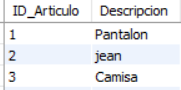 ID_Articulo Descripcion
1 Pantalon
2 jean
3 Camisa